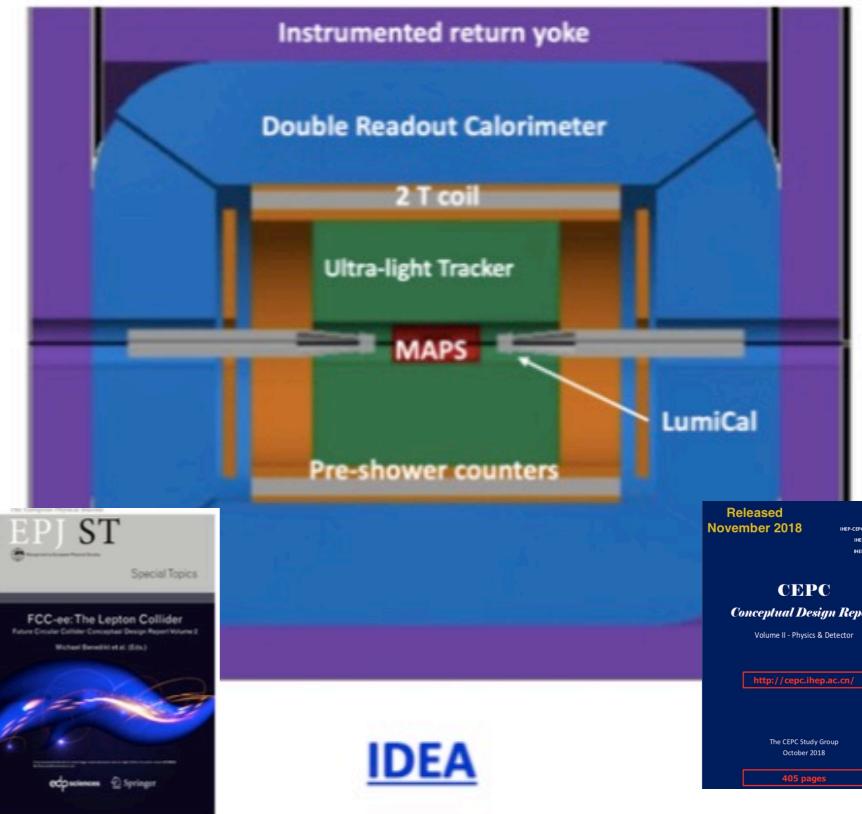 Instrumented return yoke
Double Readout Calorimeter
2 T coil
Ultra-light Tracker
MAPS
LumiCal
Pre-shower counters
EPJ ST
Special Topics
FCC-ee: The Lepton Collider
Future Circular Collider Conceptual Design Report Volume 2
Michael Benedikt et al. (Eds.)
edp sciences Springer
IDEA
Released
November 2018
CEPC
Conceptual Design Rep
Volume II - Physics & Detector
http://cepc.ihep.ac.cn/
The CEPC Study Group
October 2018
405 pages